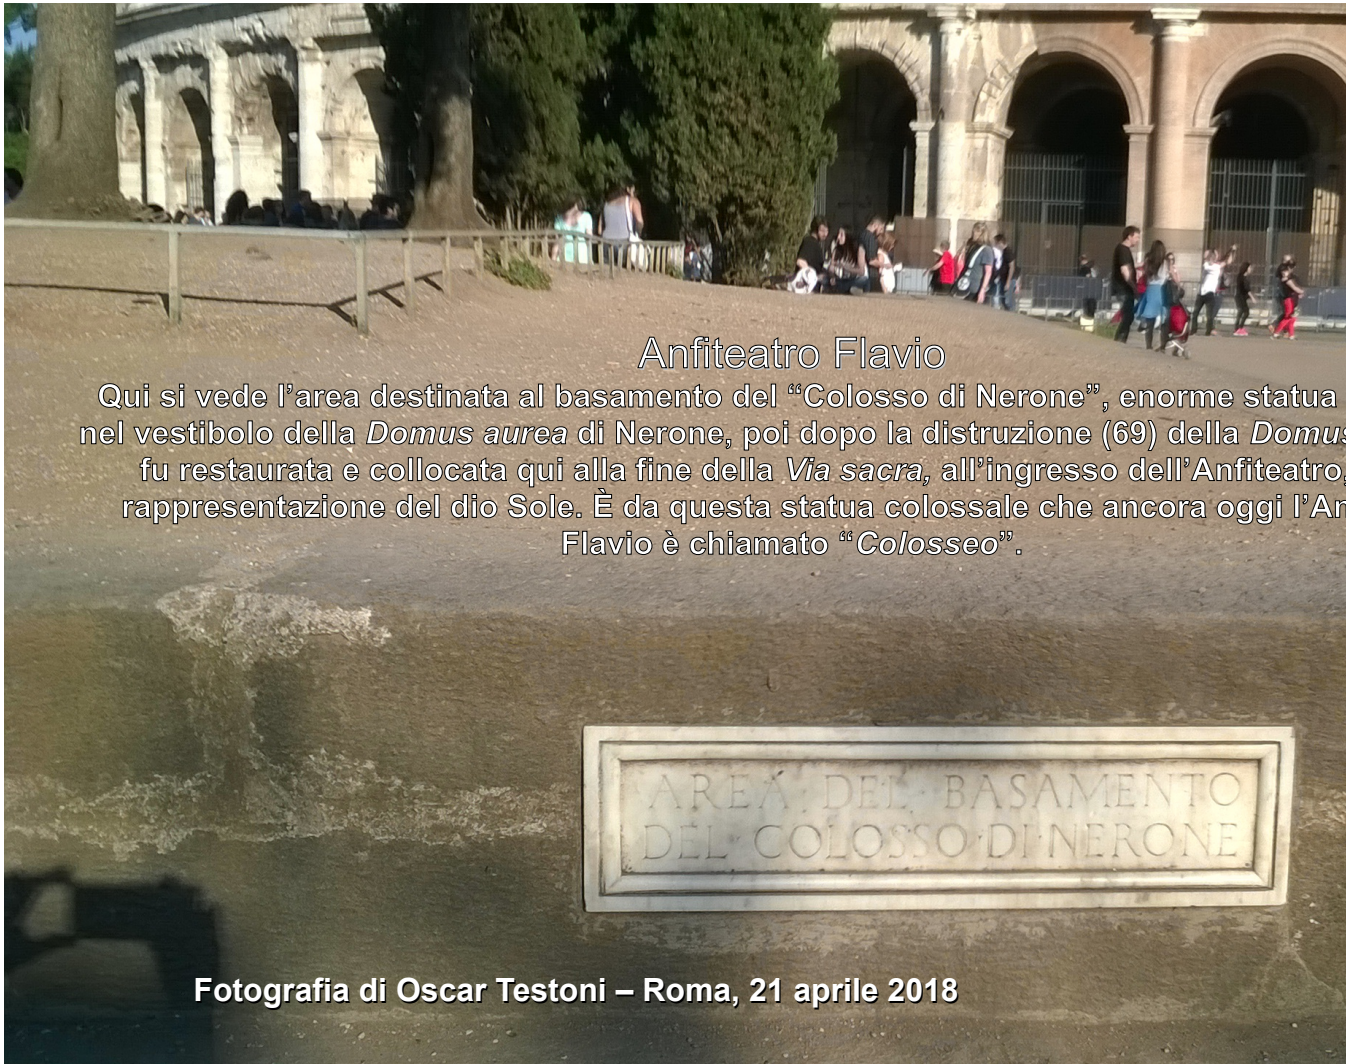 Anfiteatro Flavio
Qui si vede l’area destinata al basamento del “Colosso di Nerone”, enorme statua
nel vestibolo della Domus aurea di Nerone, poi dopo la distruzione (69) della Domus
fu restaurata e collocata qui alla fine della Via sacra, all’ingresso dell’Anfiteatro,
rappresentazione del dio Sole. È da questa statua colossale che ancora oggi
Flavio è chiamato “Colosseo”.
AREA DEL BASAMENTO
DEL COLOSSO·DI·NERONE
Fotografia di Oscar Testoni – Roma, 21 aprile 2018